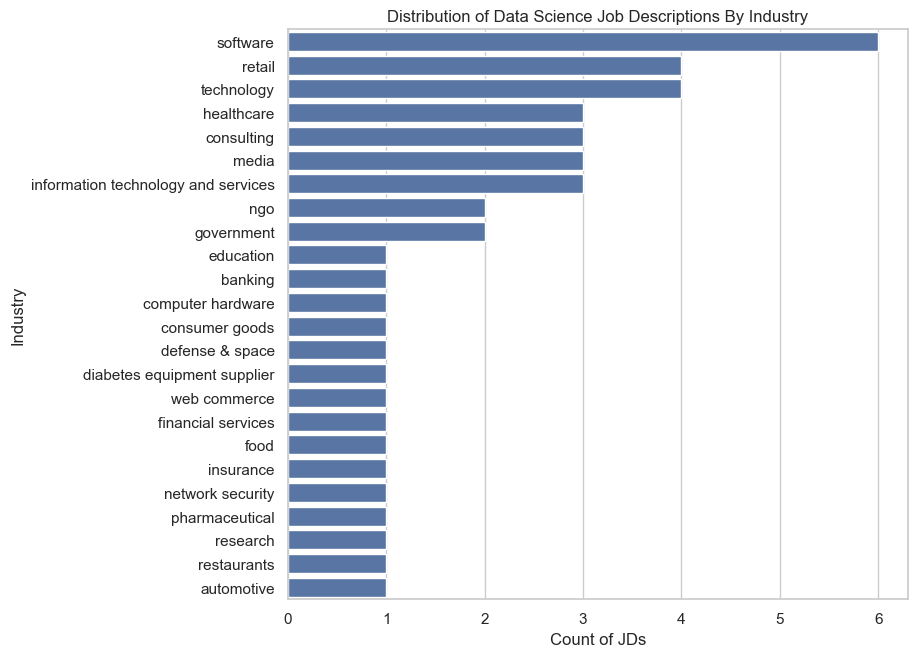 Distribution of Data Science Job Descriptions By Industry
software
retail
technology
healthcare
consulting
media
information technology and services
ngo
government
education
banking
computer hardware
consumer goods
defense & space
diabetes equipment supplier
web commerce
financial services
food
insurance
network security
pharmaceutical
research
restaurants
automotive
Industry
0 1 2 3 4 5 6
Count of JDs